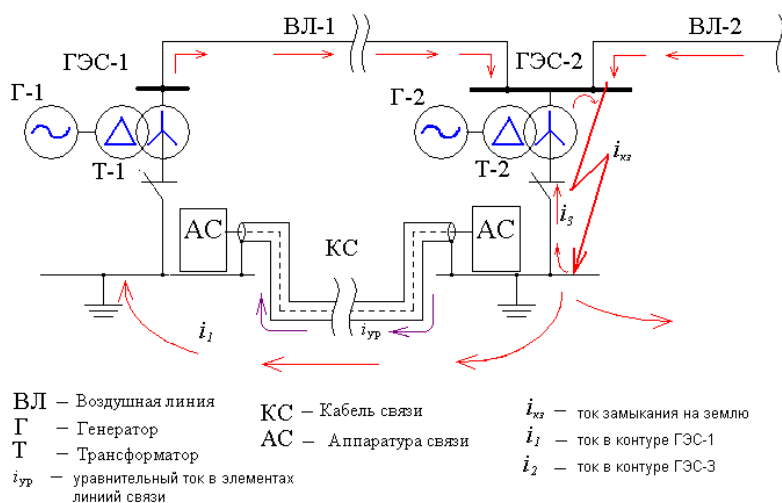 ВЛ-1
ВЛ-2
ГЭС-1
ГЭС-2
Г-1
Г-2
Т-1
Т-2
iкз
i3
АС
КС
АС
i1
iур
ВЛ – Воздушная линия
Г – Генератор
Т – Трансформатор
iур – уравнительный ток в элементах
линиий связи
КС – Кабель связи
АС – Аппаратура связи
iкз – ток замыкания на землю
i1 – ток в контуре ГЭС-1
i2 – ток в контуре ГЭС-3